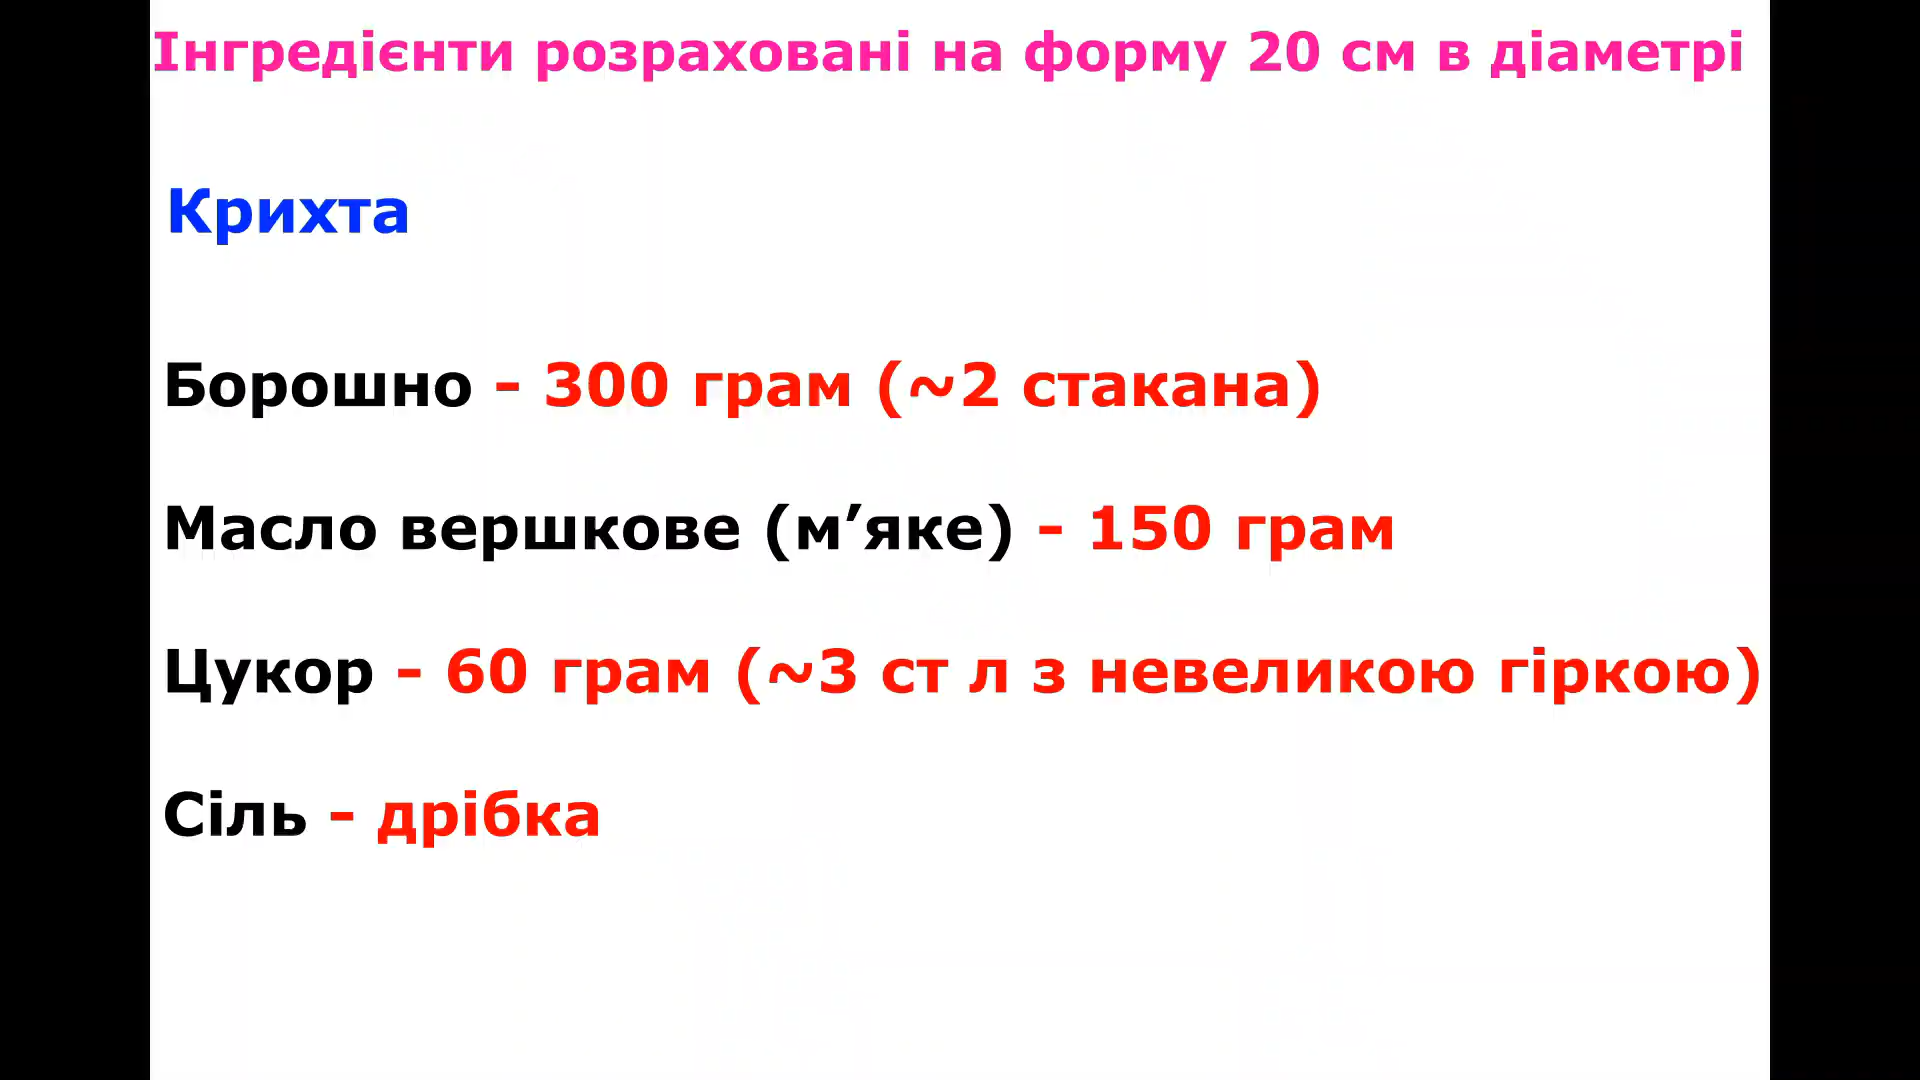 Інгредієнти розраховані на форму 20 см в діаметрі
Крихта
Борошно - 300 грам (~2 стакана)
Масло вершкове (м’яке) - 150 грам
Цукор - 60 грам (~3 ст л з невеликою гіркою)
Сіль - дрібка